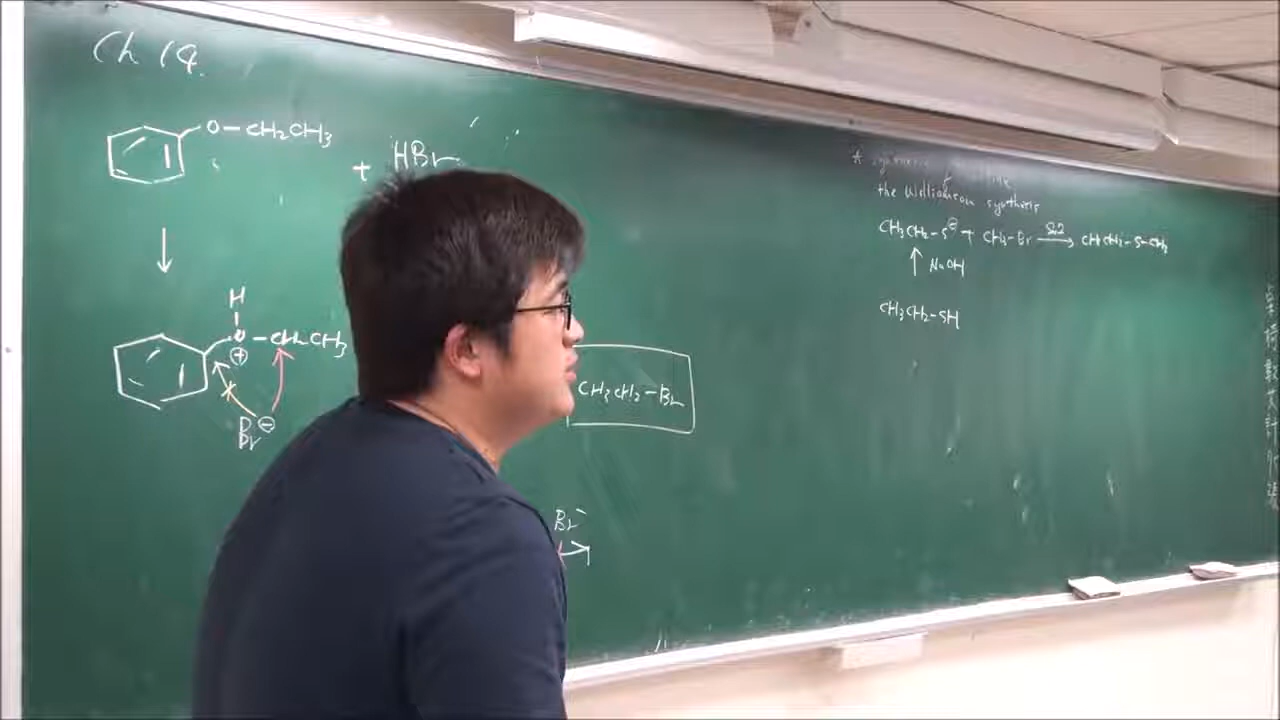 Ch 14.
O-CH2CH3
+ HBr
H
O - CH2CH3
⊕
Br⊖
CH3CH2-Br
Br-
the Williamson synthesis
CH3CH2-S⊖ + CH3-Br SN2 → CH3CH2-S-CH3
↑ NaOH
CH3CH2-SH